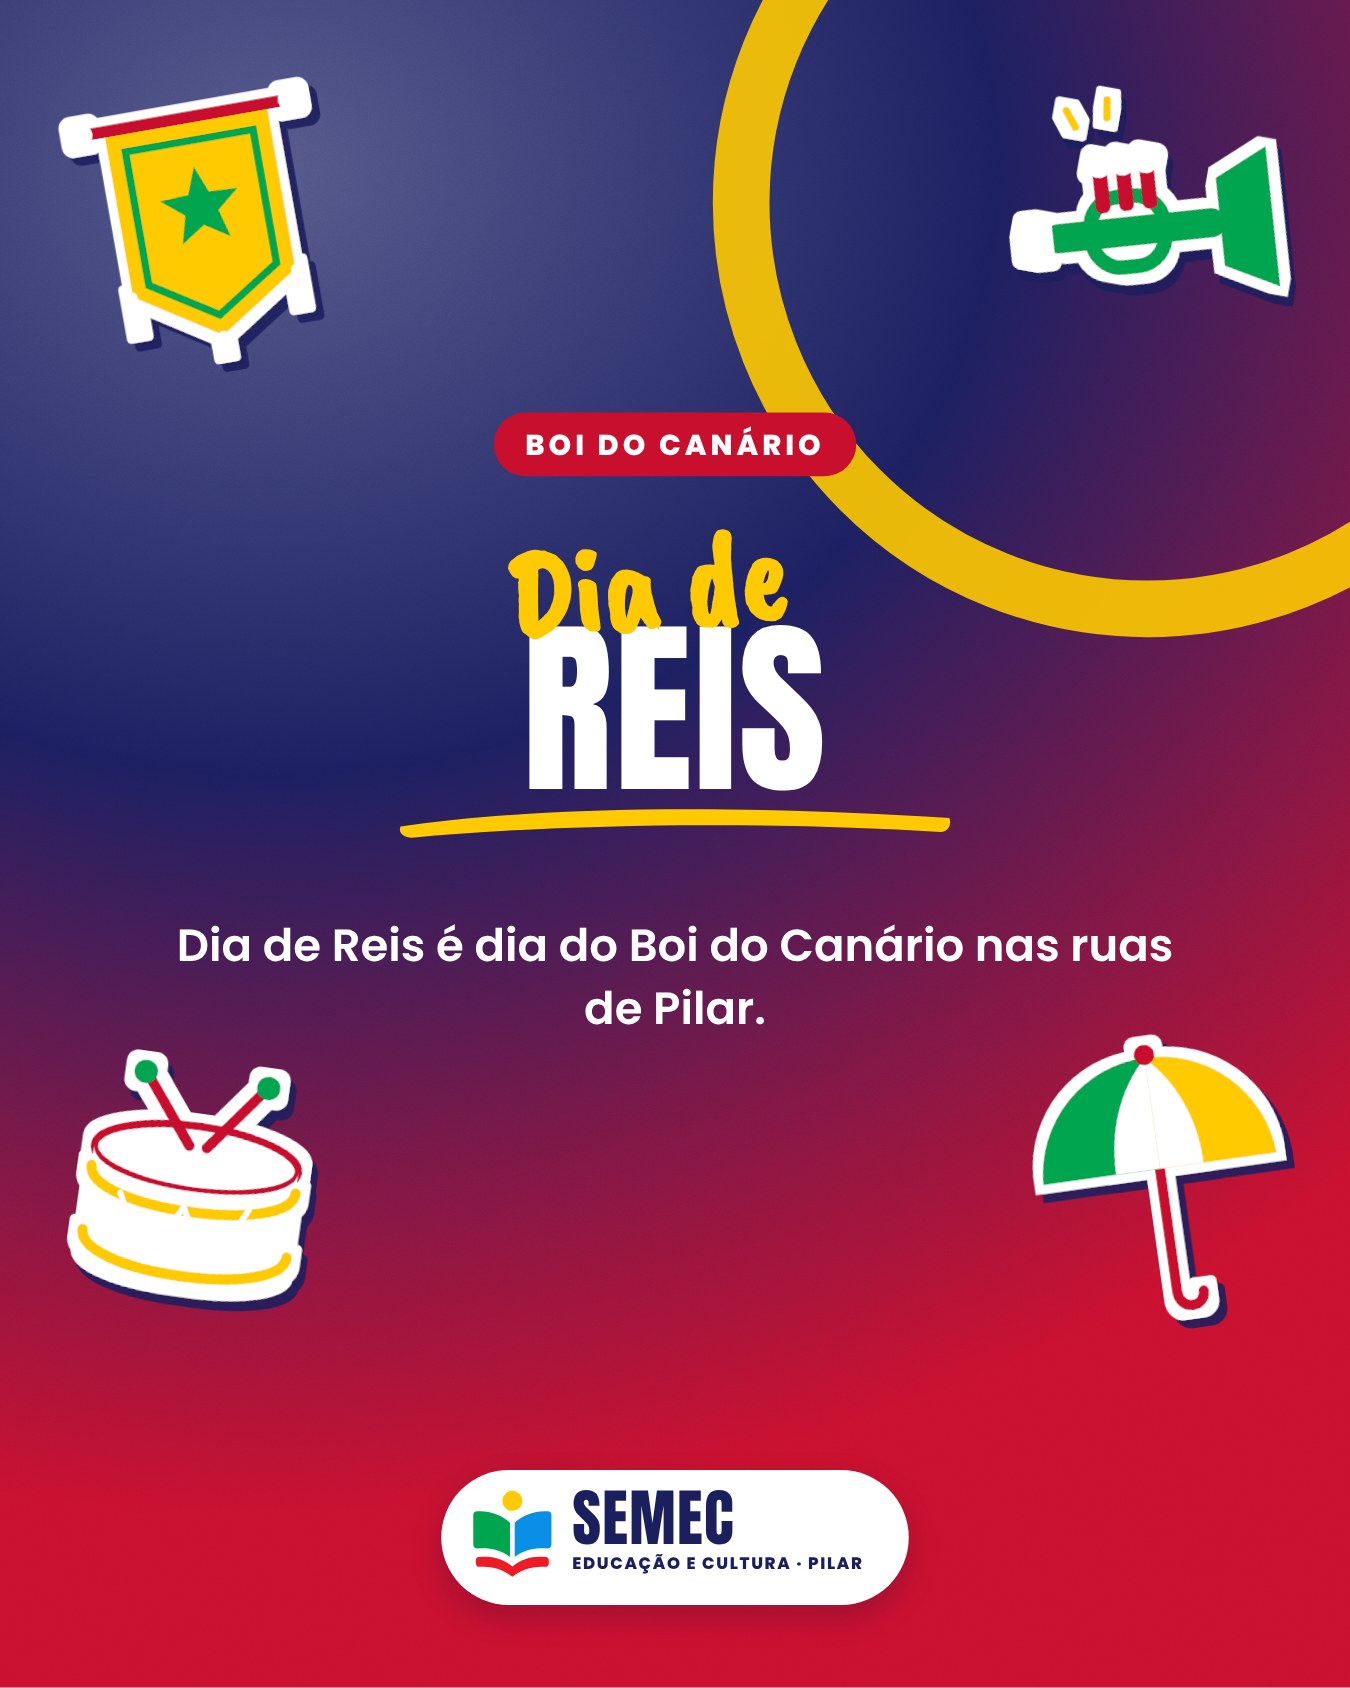 BOI DO CANÁRIO
Dia de
REIS
Dia de Reis é dia do Boi do Canário nas ruas
de Pilar.
SEMEC
EDUCAÇÃO E CULTURA · PILAR